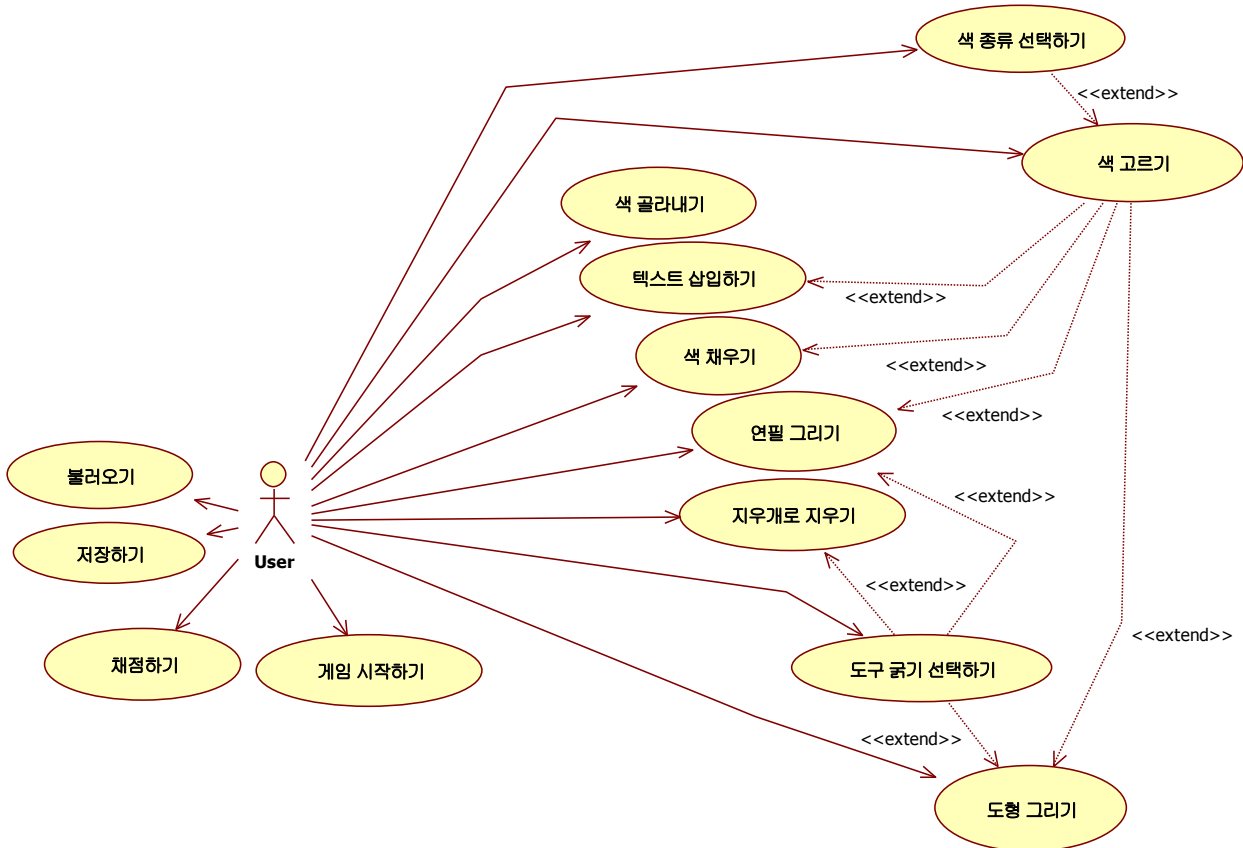 색 종류 선택하기
<<extend>>
색 고르기
색 골라내기
텍스트 삽입하기
<<extend>>
색 채우기
<<extend>>
<<extend>>
연필 그리기
불러오기
<<extend>>
지우개로 지우기
저장하기
User
<<extend>>
<<extend>>
채점하기
게임 시작하기
도구 굵기 선택하기
<<extend>>
도형 그리기